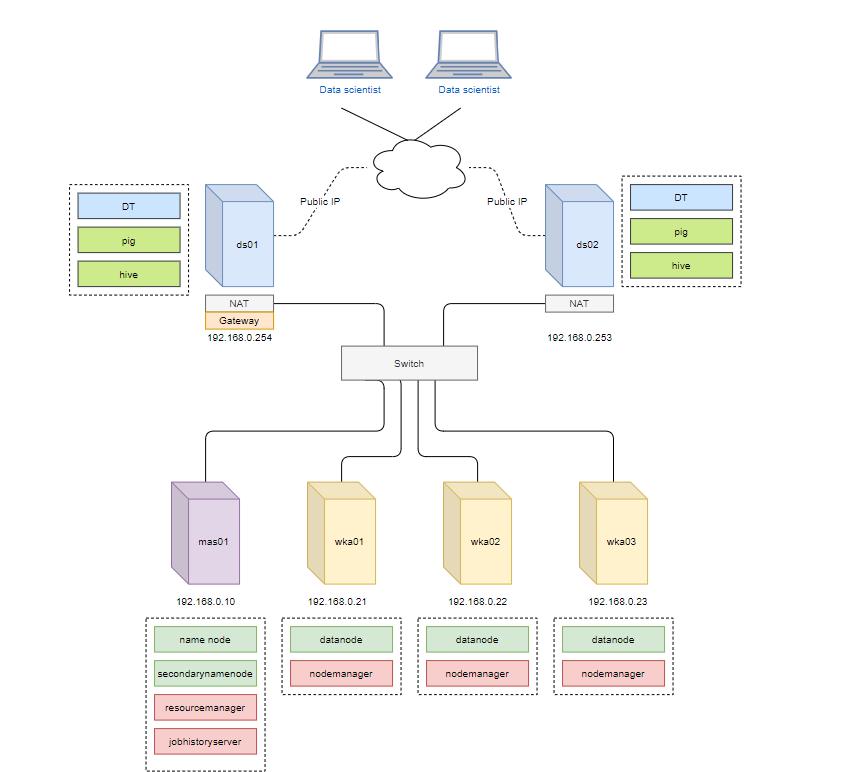 Data scientist
Data scientist
Public IP
Public IP
DT
pig
hive
ds01
ds02
DT
pig
hive
NAT
Gateway
192.168.0.254
NAT
192.168.0.253
Switch
mas01
wka01
wka02
wka03
192.168.0.10
192.168.0.21
192.168.0.22
192.168.0.23
name node
secondarynamenode
resourcemanager
jobhistoryserver
datanode
nodemanager
datanode
nodemanager
datanode
nodemanager